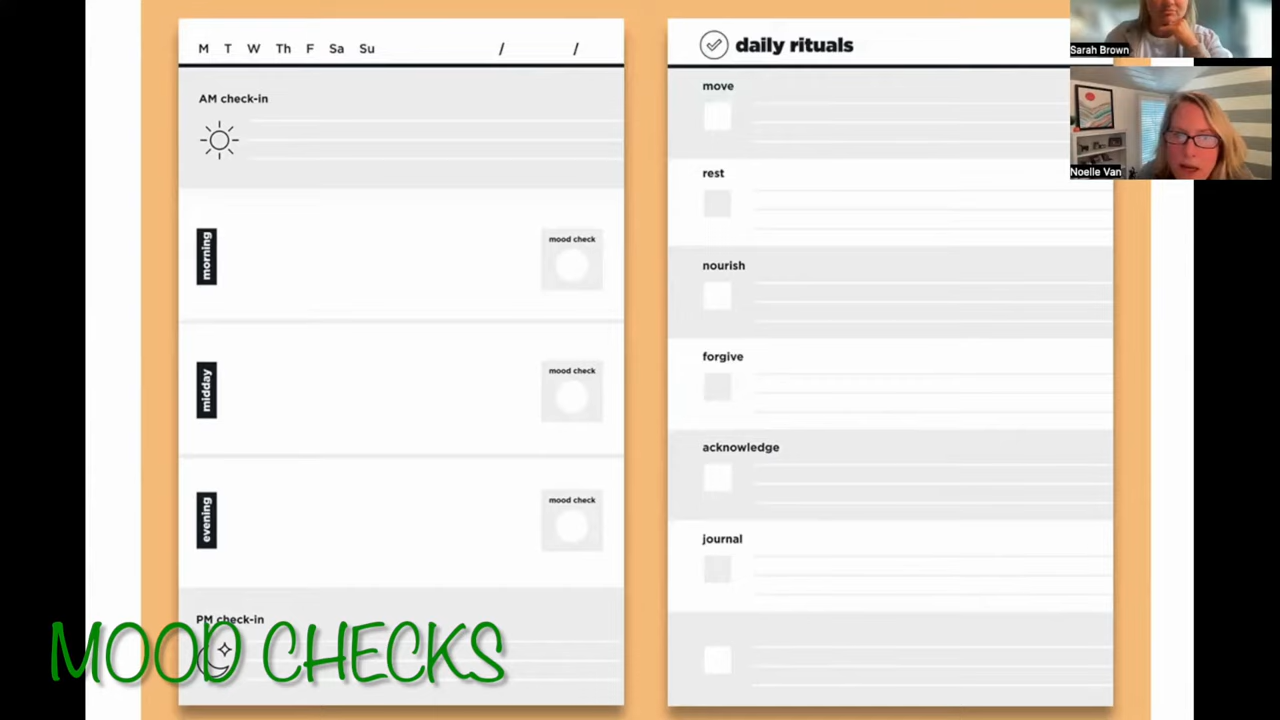 M T W Th F Sa Su / /
AM check-in
morning
mood check
midday
mood check
evening
mood check
PM check-in
MOOD CHECKS
daily rituals
move
rest
nourish
forgive
acknowledge
journal
Sarah Brown
Noelle Van